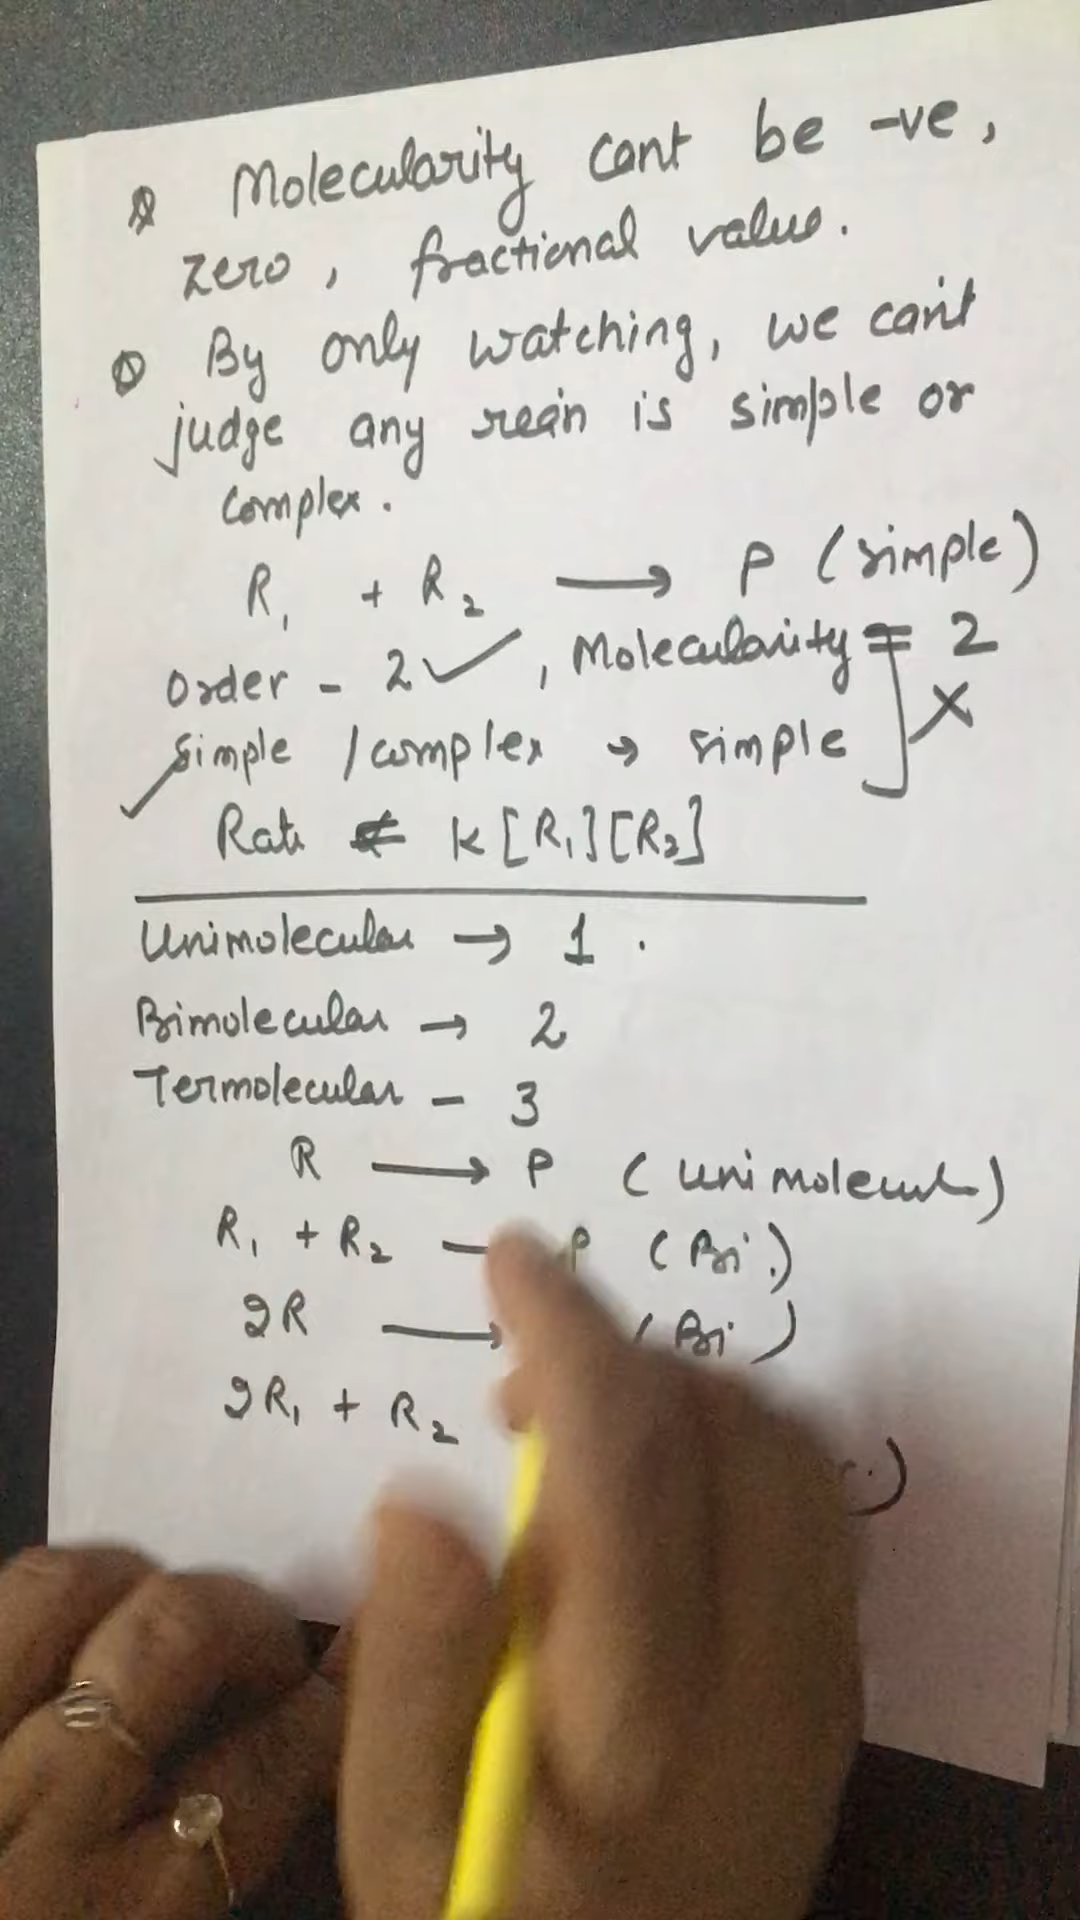 Molecularity cant be -ve,
zero, fractional value.
By only watching, we can't
judge any reān is simple or
complex.
R₁ + R₂ ⟶ P (simple)
Order - 2 ✓, Molecularity = 2
✓ Simple / complex → simple ] X
Rate = k[R₁][R₂]
Unimolecular → 1.
Bimolecular → 2
Termolecular - 3
R ⟶ P (unimolecul)
R₁ + R₂ — P (Bi.)
2R ⟶ (Bi)
2R₁ + R₂ r.)